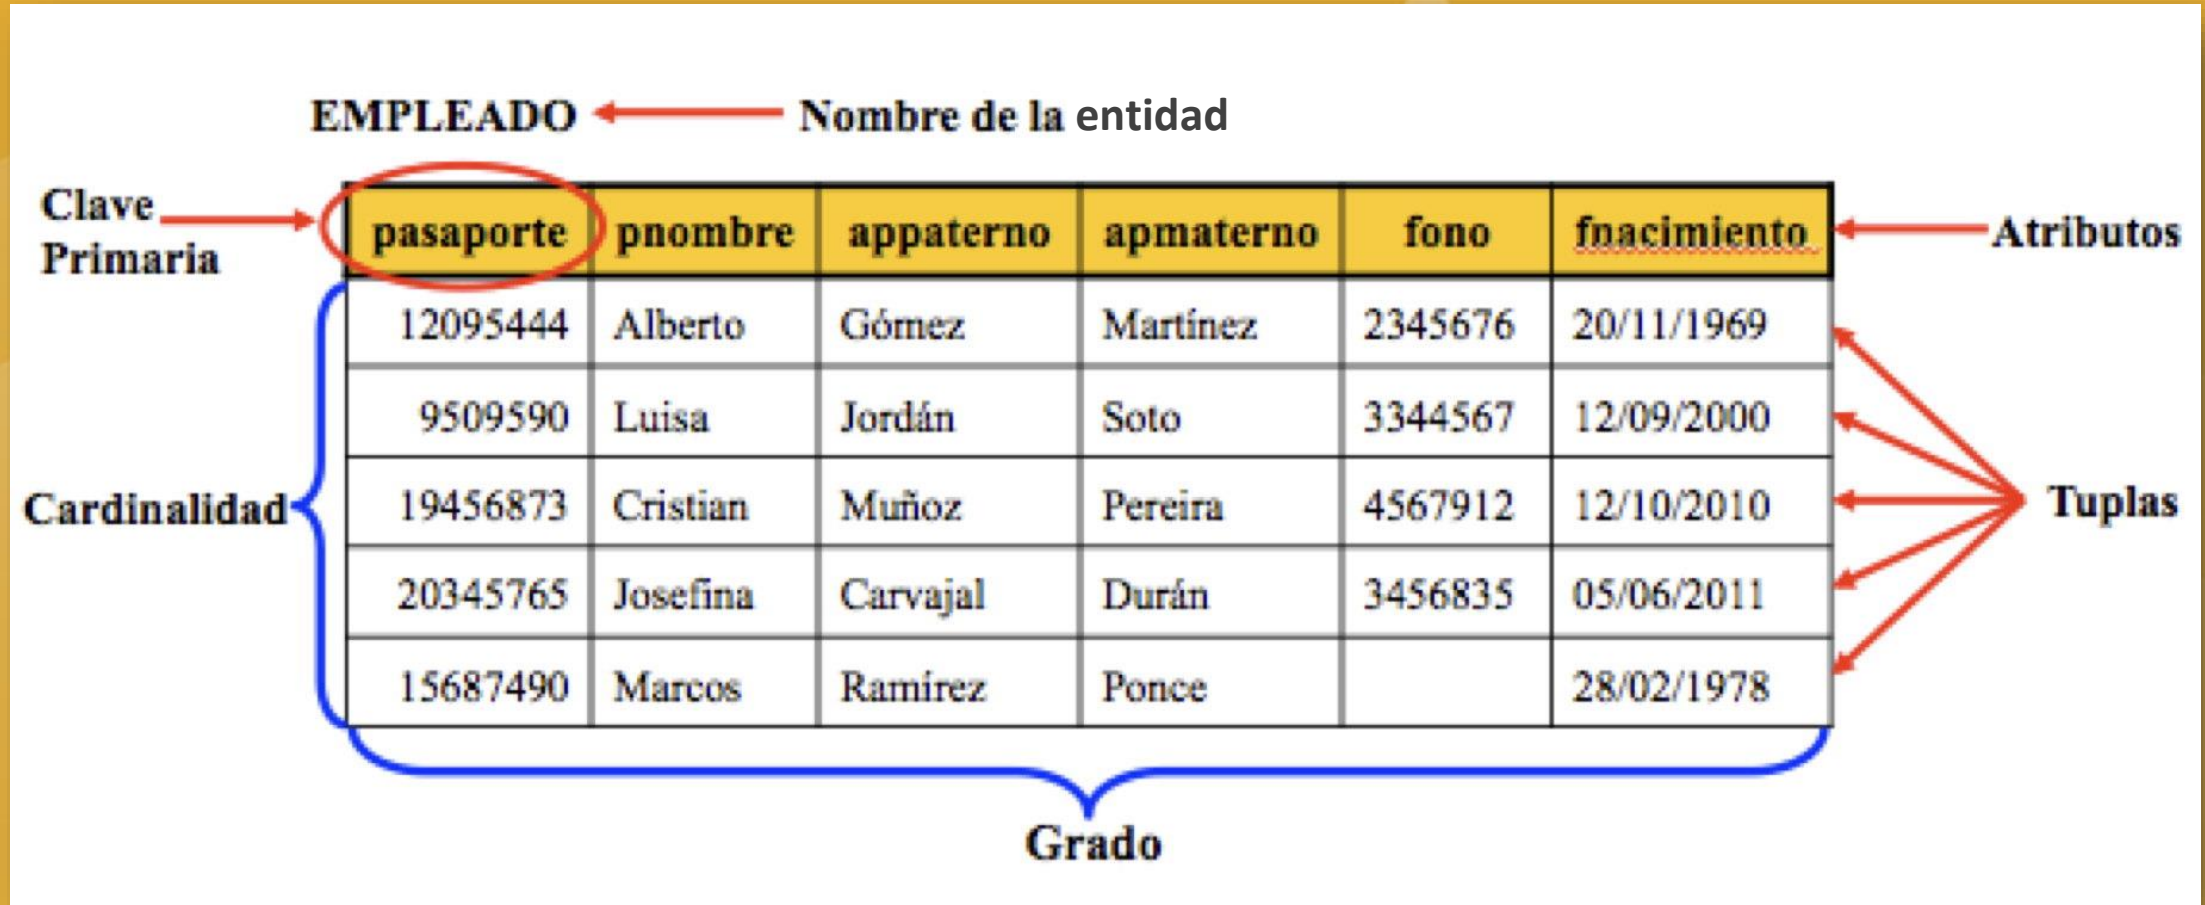 EMPLEADO Nombre de la entidad
Clave
Primaria
pasaporte pnombre appaterno apmaterno fono fnacimiento
Atributos
12095444 Alberto Gómez Martínez 2345676 20/11/1969
9509590 Luisa Jordán Soto 3344567 12/09/2000
Cardinalidad
19456873 Cristian Muñoz Pereira 4567912 12/10/2010
Tuplas
20345765 Josefina Carvajal Durán 3456835 05/06/2011
15687490 Marcos Ramírez Ponce 28/02/1978
Grado